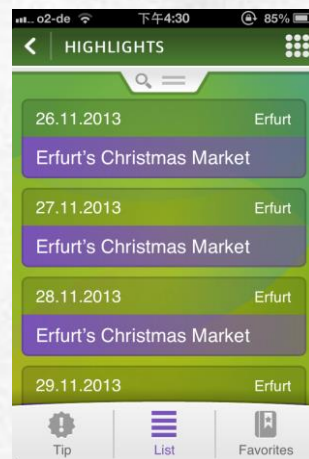 o2-de 下午4:30 85%
HIGHLIGHTS
26.11.2013 Erfurt
Erfurt's Christmas Market
27.11.2013 Erfurt
Erfurt's Christmas Market
28.11.2013 Erfurt
Erfurt's Christmas Market
29.11.2013 Erfurt
Tip List Favorites